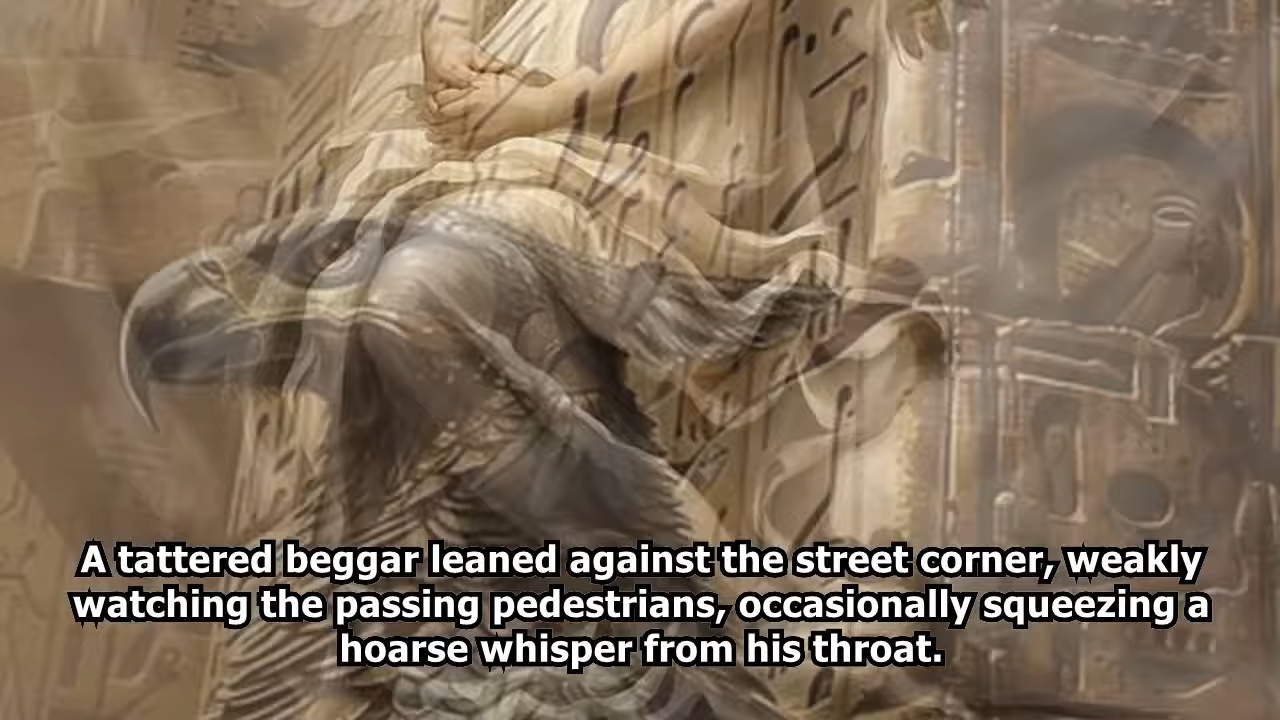 A tattered beggar leaned against the street corner, weakly
watching the passing pedestrians, occasionally squeezing a
hoarse whisper from his throat.